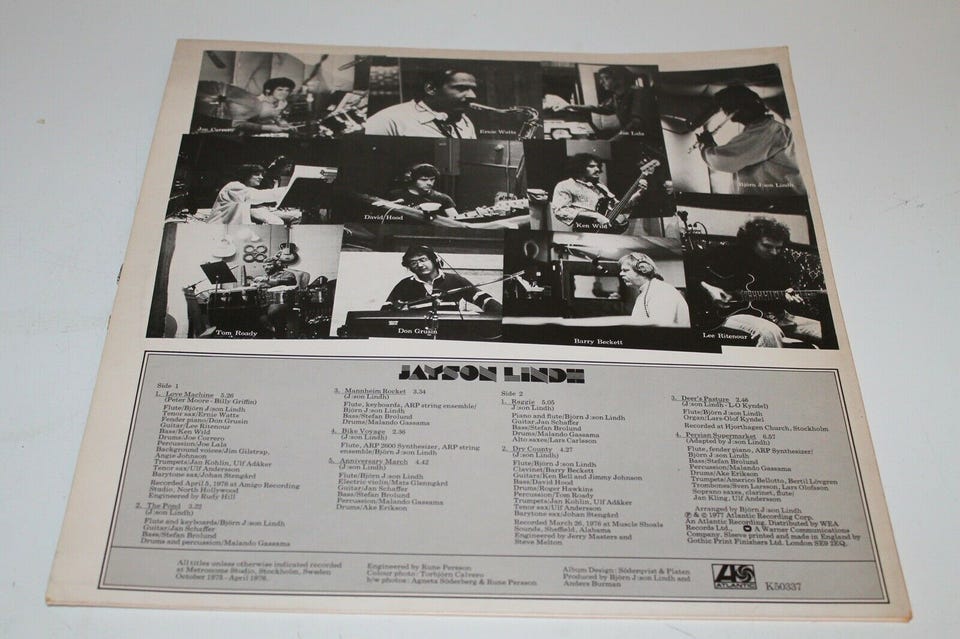 Joe Correro
Ernie Watts
Joe Lala
Björn J:son Lindh
David Hood
Ken Wild
Tom Roady
Don Grusin
Barry Beckett
Lee Ritenour
JAYSON LINDH
Side 1
1. Love Machine 5.26
(Peter Moore - Billy Griffin)
Flute/Björn J:son Lindh
Tenor sax/Ernie Watts
Fender piano/Don Grusin
Guitar/Lee Ritenour
Bass/Ken Wild
Drums/Joe Correro
Percussion/Joe Lala
Background voices/Jim Gilstrap,
Angie Johnson
Trumpets/Jan Kohlin, Ulf Adåker
Tenor sax/Ulf Andersson
Barytone sax/Johan Stengård
Recorded April 5, 1976 at Amigo Recording
Studio, North Hollywood
Engineered by Rudy Hill
2. The Pond 3.22
(J:son Lindh)
Flute and keyboards/Björn J:son Lindh
Guitar/Jan Schaffer
Bass/Stefan Brolund
Drums and percussion/Malando Gassama
3. Mannheim Rocket 3.34
(J:son Lindh)
Flute, keyboards, ARP string ensemble/
Björn J:son Lindh
Bass/Stefan Brolund
Drums/Malando Gassama
4. Bike Voyage 2.36
(J:son Lindh)
Flute, ARP 2600 Synthesizer, ARP string
ensemble/Björn J:son Lindh
5. Anniversary March 4.42
(J:son Lindh)
Flute/Björn J:son Lindh
Electric violin/Mats Glenngård
Guitar/Jan Schaffer
Bass/Stefan Brolund
Percussion/Malando Gassama
Drums/Ake Erikson
Side 2
1. Reggie 5.05
(J:son Lindh)
Piano and flute/Björn J:son Lindh
Guitar/Jan Schaffer
Bass/Stefan Brolund
Drums/Malando Gassama
Alto saxes/Lars Carlsson
2. Dry County 4.27
(J:son Lindh)
Flute/Björn J:son Lindh
Clavinet/Barry Beckett
Guitars/Ken Bell and Jimmy Johnson
Bass/David Hood
Drums/Roger Hawkins
Percussion/Tom Roady
Trumpets/Jan Kohlin, Ulf Adåker
Tenor sax/Ulf Andersson
Barytone sax/Johan Stengård
Recorded March 26, 1976 at Muscle Shoals
Sounds, Sheffield, Alabama
Engineered by Jerry Masters and
Steve Melton
3. Deer's Pasture 2.46
(J:son Lindh - L-O Kyndel)
Flute/Björn J:son Lindh
Organ/Lars-Olof Kyndel
Recorded at Hjorthagen Church, Stockholm
4. Persian Supermarket 6.57
(Adapted by J:son Lindh)
Flute, fender piano, ARP Synthesizer/
Björn J:son Lindh
Bass/Stefan Brolund
Percussion/Malando Gassama
Drums/Ake Erikson
Trumpets/Americo Bellotto, Bertil Lövgren
Trombones/Sven Larsson, Lars Olofsson
Soprano saxes, clarinet, flute/
Jan Kling, Ulf Andersson
Arranged by Björn J:son Lindh
℗ & © 1977 Atlantic Recording Corp.
An Atlantic Recording. Distributed by WEA
Records Ltd., A Warner Communications
Company. Sleeve printed and made in England by
Gothic Print Finishers Ltd. London SE9 7EQ.
All titles unless otherwise indicated recorded
at Metronome Studio, Stockholm, Sweden
October 1975 - April 1976.
Engineered by Rune Persson
Colour photo: Torbjörn Calvero
b/w photos: Agneta Söderberg & Rune Persson
Album Design: Söderqvist & Platen
Produced by Björn J:son Lindh and
Anders Burman
ATLANTIC
K50337